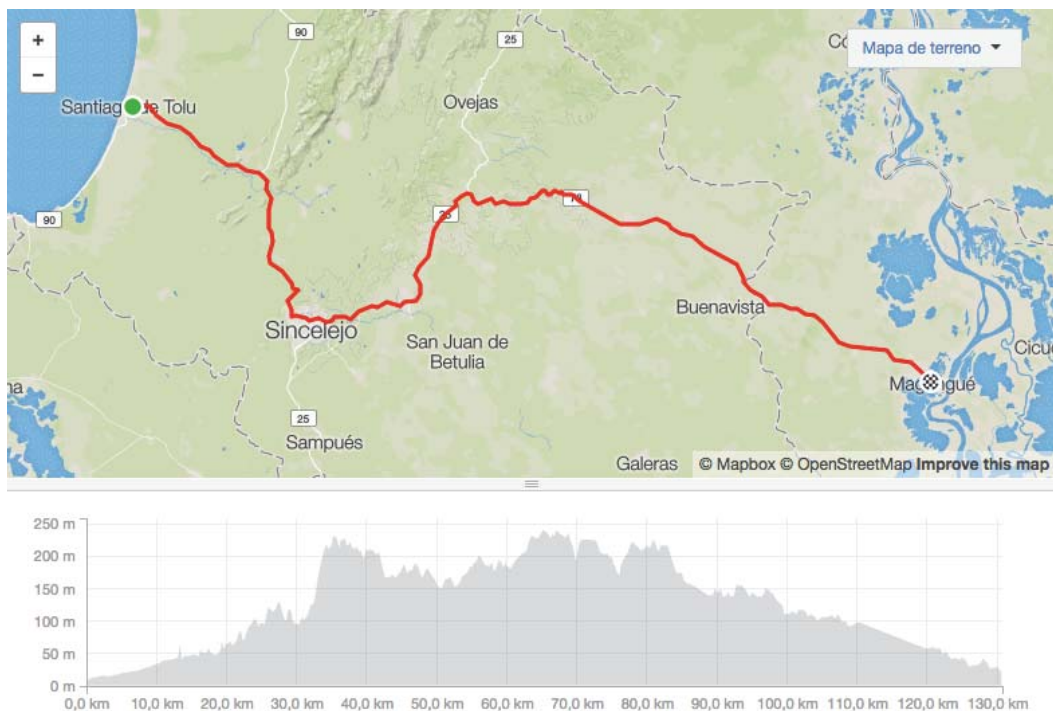 +
−
90
25
Mapa de terreno
Santiago de Tolu
Ovejas
90
25
78
Sincelejo
San Juan de
Betulia
Buenavista
Magangué
25
Sampués
Galeras
© Mapbox © OpenStreetMap Improve this map
250 m
200 m
150 m
100 m
50 m
0 m
0,0 km 10,0 km 20,0 km 30,0 km 40,0 km 50,0 km 60,0 km 70,0 km 80,0 km 90,0 km 100,0 km 110,0 km 120,0 km 130,0 km